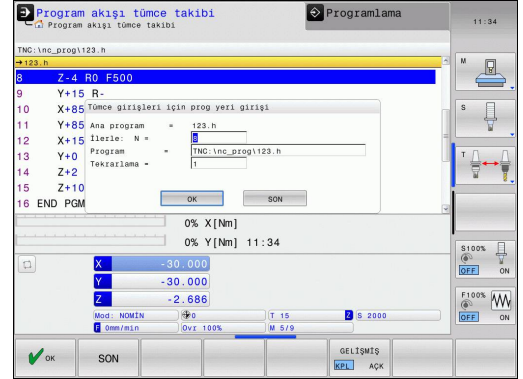 Program akışı tümce takibi
Program akışı tümce takibi
Programlama
11:34
TNC:\nc_prog\123.h
→123.h
8 Z-4 R0 F500
9 Y+15 R-
10 X+85
11 Y+85
12 X+15
13 Y+0
14 Z+2
15 Z+10
16 END PGM
Tümce girişleri için prog yeri girişi
Ana program = 123.h
İlerle: N = 8
Program = TNC:\nc_prog\123.h
Tekrarlama = 1
OK
SON
0% X[Nm]
0% Y[Nm] 11:34
X -30.000
Y -30.000
Z -2.686
Mod: NOMİN
0
T 15
Z S 2000
F 0mm/min
Ovr 100%
M 5/9
M
S
T
S100%
OFF ON
F100%
OFF ON
OK
SON
GELİŞMİŞ
KPL AÇK